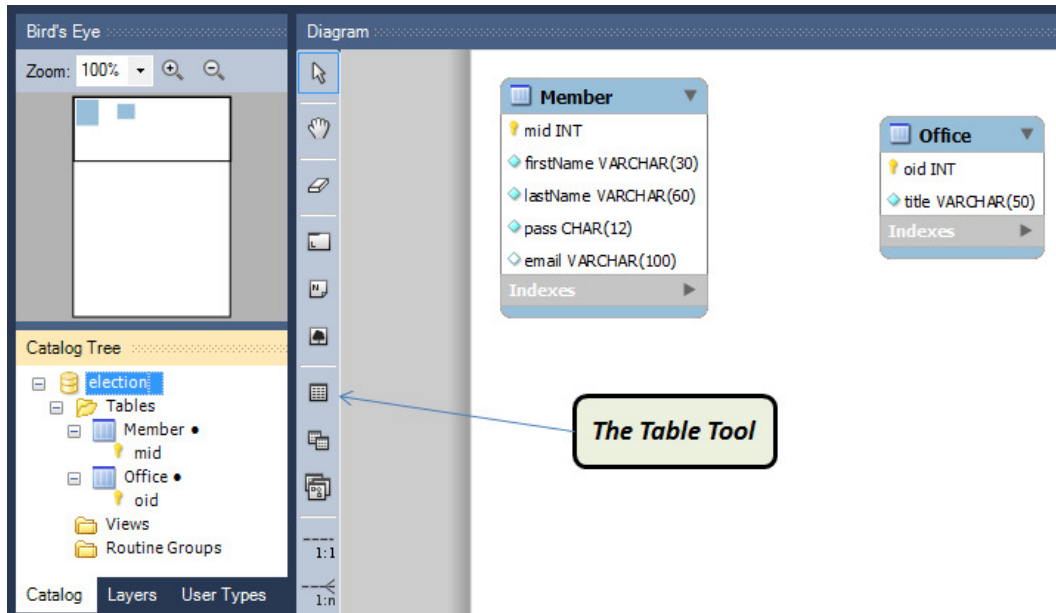 Bird's Eye
Zoom: 100%
Catalog Tree
election
Tables
Member •
mid
Office •
oid
Views
Routine Groups
Catalog Layers User Types
Diagram
L
N
1:1
1:n
Member
mid INT
firstName VARCHAR(30)
lastName VARCHAR(60)
pass CHAR(12)
email VARCHAR(100)
Indexes
Office
oid INT
title VARCHAR(50)
Indexes
The Table Tool